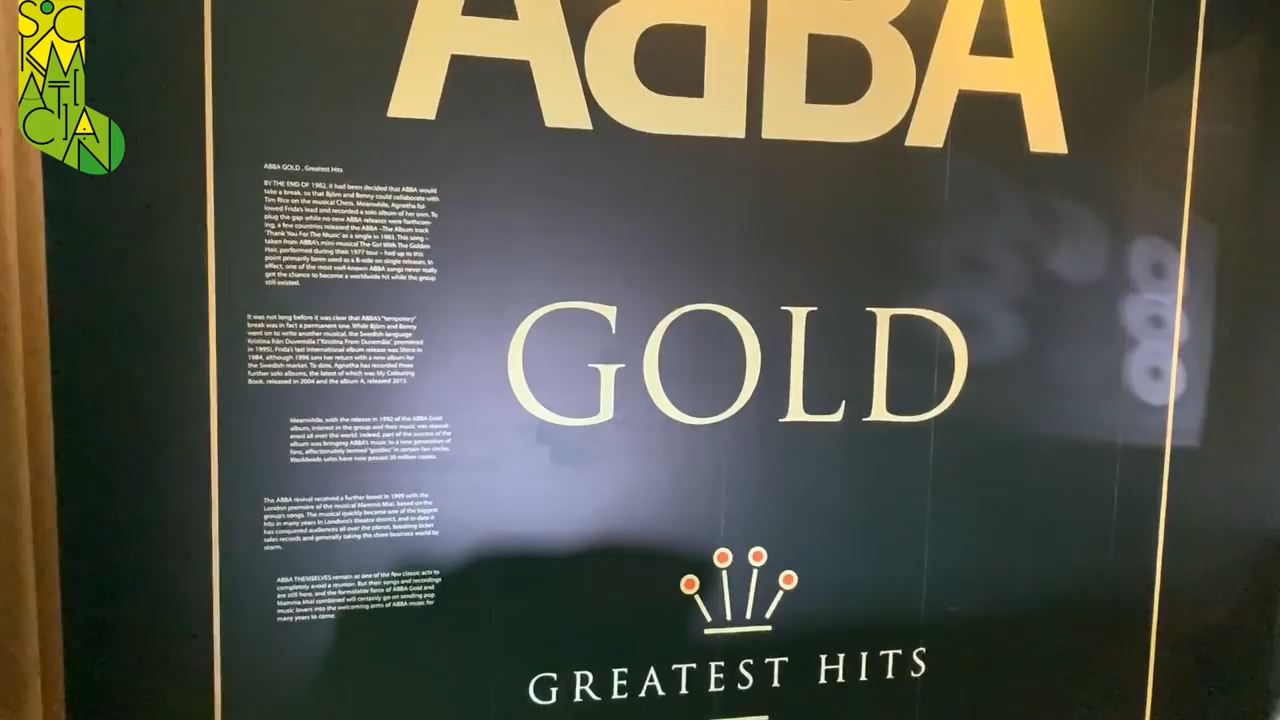 SOCKMATICIAN
ABBA
ABBA GOLD . Greatest Hits
BY THE END OF 1982, it had been decided that ABBA would
take a break, so that Björn and Benny could collaborate with
Tim Rice on the musical Chess. Meanwhile, Agnetha fol-
lowed Frida's lead and recorded a solo album of her own. To
plug the gap while no new ABBA releases were forthcom-
ing, a few countries released the ABBA –The Album track
'Thank You For The Music' as a single in 1983. This song –
taken from ABBA's mini-musical The Girl With The Golden
Hair, performed during their 1977 tour – had up to this
point primarily been used as a B-side on single releases. In
effect, one of the most well-known ABBA songs never really
got the chance to become a worldwide hit while the group
still existed.
It was not long before it was clear that ABBA's "temporary"
break was in fact a permanent one. While Björn and Benny
went on to write another musical, the Swedish-language
Kristina från Duvemåla ("Kristina From Duvemåla", premiered
in 1995), Frida's last international album release was Shine in
1984, although 1996 saw her return with a new album for
the Swedish market. To date, Agnetha has recorded three
further solo albums, the latest of which was My Colouring
Book, released in 2004 and the album A, released 2013.
Meanwhile, with the release in 1992 of the ABBA Gold
album, interest in the group and their music was reawak-
ened all over the world. Indeed, part of the success of the
album was bringing ABBA's music to a new generation of
fans, affectionately termed "goldies" in certain fan circles.
Worldwide sales have now passed 30 million copies.
The ABBA revival received a further boost in 1999 with the
London premiere of the musical Mamma Mia!, based on the
group's songs. The musical quickly became one of the biggest
hits in many years in London's theatre district, and to date it
has conquered audiences all over the planet, breaking ticket
sales records and generally taking the show business world by
storm.
ABBA THEMSELVES remain as one of the few classic acts to
completely avoid a reunion. But their songs and recordings
are still here, and the formidable force of ABBA Gold and
Mamma Mia! combined will certainly go on sending pop
music lovers into the welcoming arms of ABBA music for
many years to come.
GOLD
GREATEST HITS